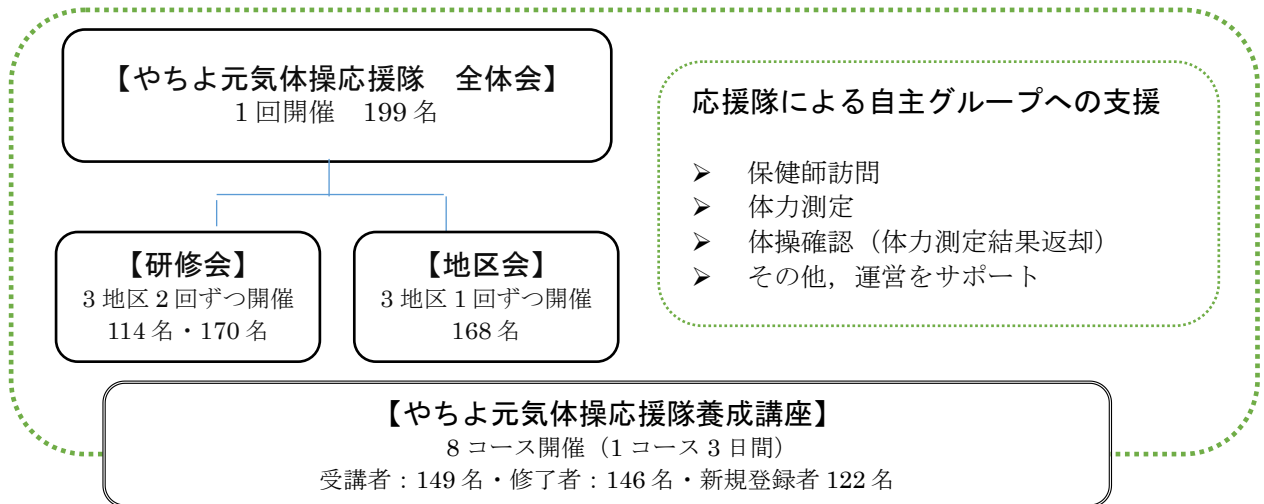 【やちよ元気体操応援隊　全体会】
1回開催　199名
【研修会】
3地区2回ずつ開催
114名・170名
【地区会】
3地区1回ずつ開催
168名
応援隊による自主グループへの支援
➢ 保健師訪問
➢ 体力測定
➢ 体操確認（体力測定結果返却）
➢ その他，運営をサポート
【やちよ元気体操応援隊養成講座】
8コース開催（1コース3日間）
受講者：149名・修了者：146名・新規登録者122名